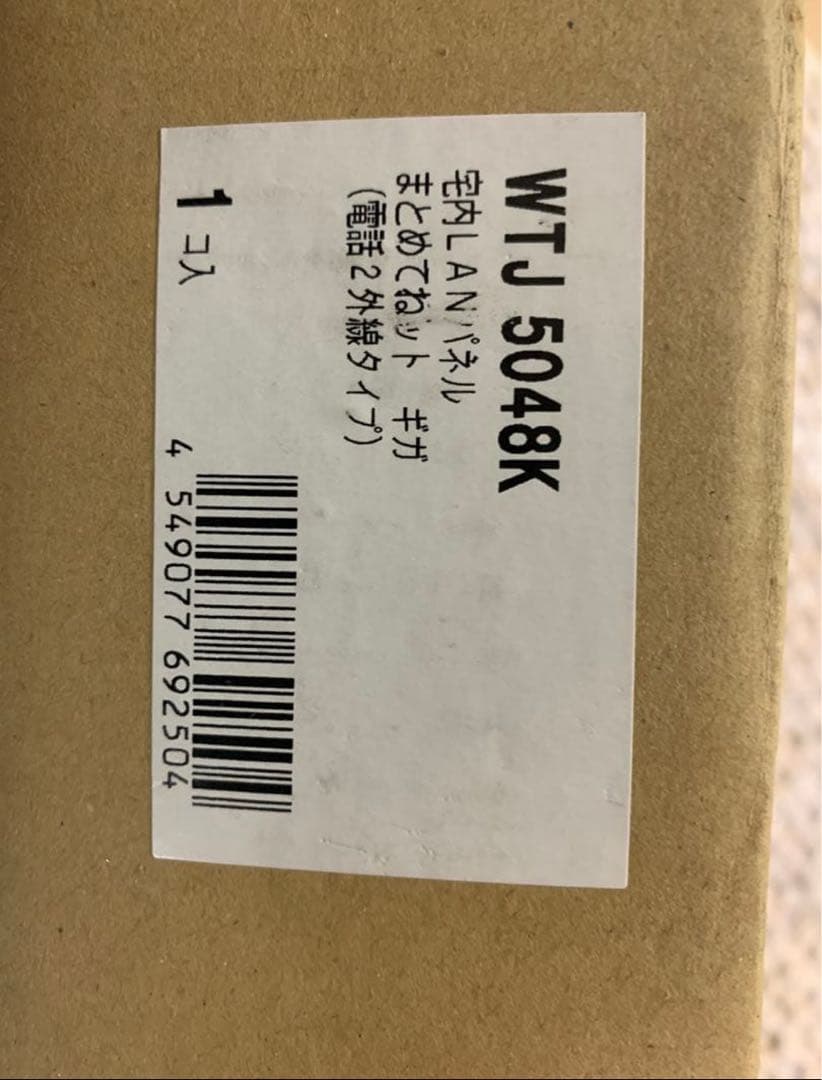 WTJ 5048K
宅内LANパネル
まとめてねット ギガ
(電話2外線タイプ)
1コ入
4 549077 692504